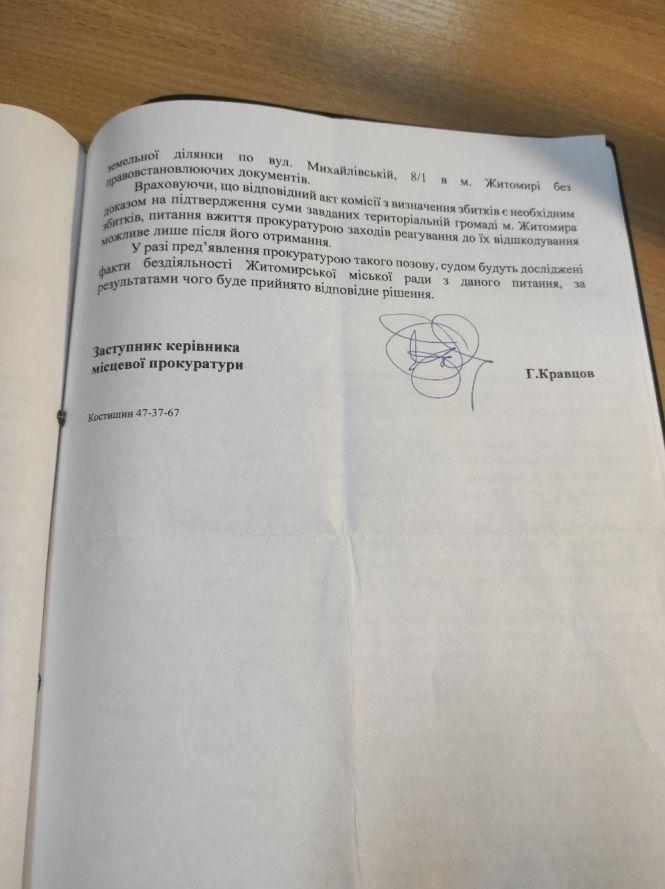 земельної ділянки по вул. Михайлівській, 8/1 в м. Житомирі без
правовстановлюючих документів.
Враховуючи, що відповідний акт комісії з визначення збитків є необхідним
доказом на підтвердження суми завданих територіальній громаді м. Житомира
збитків, питання вжиття прокуратурою заходів реагування до їх відшкодування
можливе лише після його отримання.
У разі пред’явлення прокуратурою такого позову, судом будуть досліджені
факти бездіяльності Житомирської міської ради з даного питання, за
результатами чого буде прийнято відповідне рішення.
Заступник керівника
місцевої прокуратури
Г.Кравцов
Костишин 47-37-67